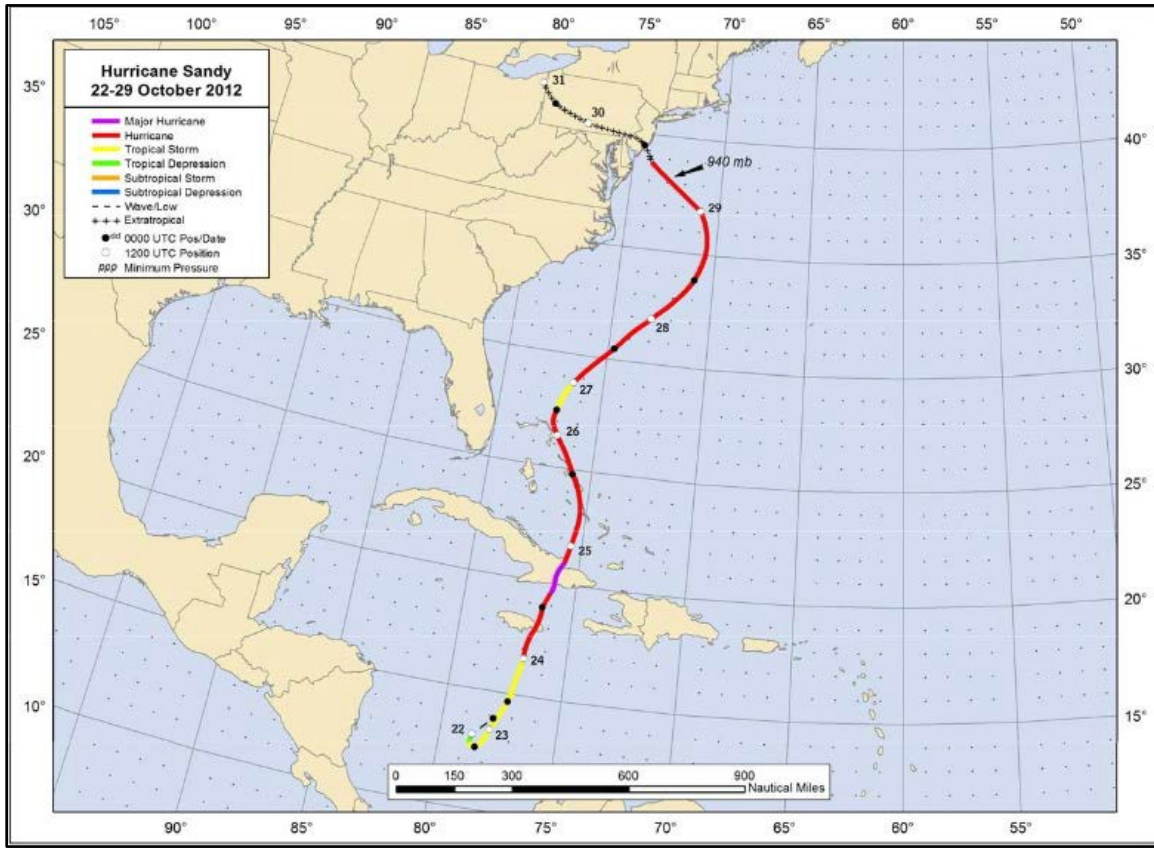 105° 100° 95° 90° 85° 80° 75° 70° 65° 60° 55° 50°
Hurricane Sandy
22-29 October 2012
Major Hurricane
Hurricane
Tropical Storm
Tropical Depression
Subtropical Storm
Subtropical Depression
Wave/Low
Extratropical
dd 0000 UTC Pos/Date
1200 UTC Position
PPP Minimum Pressure
35°
30°
25°
20°
15°
10°
31
30
940 mb
29
28
27
26
25
24
23
22
40°
35°
30°
25°
20°
15°
0 150 300 600 900
Nautical Miles
90° 85° 80° 75° 70° 65° 60° 55°